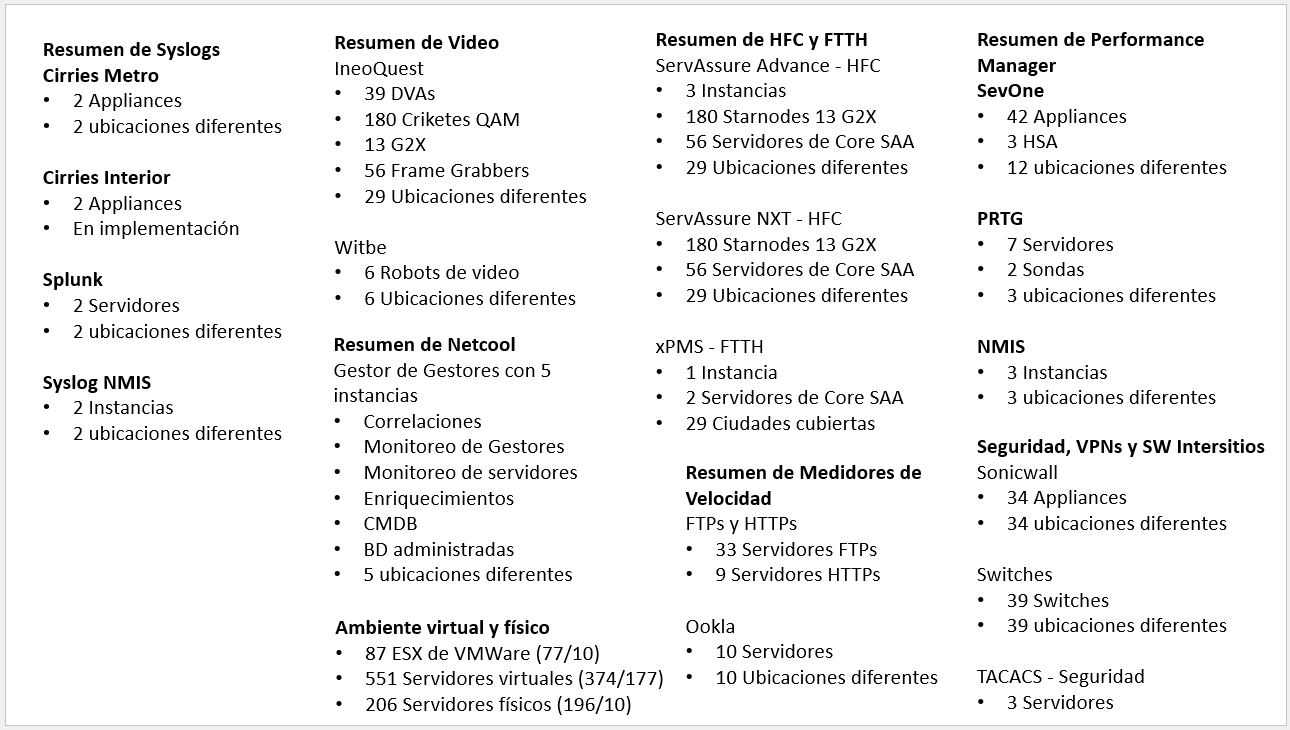 Resumen de Syslogs
Cirries Metro
• 2 Appliances
• 2 ubicaciones diferentes
Cirries Interior
• 2 Appliances
• En implementación
Splunk
• 2 Servidores
• 2 ubicaciones diferentes
Syslog NMIS
• 2 Instancias
• 2 ubicaciones diferentes
Resumen de Video
IneoQuest
• 39 DVAs
• 180 Criketes QAM
• 13 G2X
• 56 Frame Grabbers
• 29 Ubicaciones diferentes
Witbe
• 6 Robots de video
• 6 Ubicaciones diferentes
Resumen de Netcool
Gestor de Gestores con 5
instancias
• Correlaciones
• Monitoreo de Gestores
• Monitoreo de servidores
• Enriquecimientos
• CMDB
• BD administradas
• 5 ubicaciones diferentes
Ambiente virtual y físico
• 87 ESX de VMWare (77/10)
• 551 Servidores virtuales (374/177)
• 206 Servidores físicos (196/10)
Resumen de HFC y FTTH
ServAssure Advance - HFC
• 3 Instancias
• 180 Starnodes 13 G2X
• 56 Servidores de Core SAA
• 29 Ubicaciones diferentes
ServAssure NXT - HFC
• 180 Starnodes 13 G2X
• 56 Servidores de Core SAA
• 29 Ubicaciones diferentes
xPMS - FTTH
• 1 Instancia
• 2 Servidores de Core SAA
• 29 Ciudades cubiertas
Resumen de Medidores de
Velocidad
FTPs y HTTPs
• 33 Servidores FTPs
• 9 Servidores HTTPs
Ookla
• 10 Servidores
• 10 Ubicaciones diferentes
Resumen de Performance
Manager
SevOne
• 42 Appliances
• 3 HSA
• 12 ubicaciones diferentes
PRTG
• 7 Servidores
• 2 Sondas
• 3 ubicaciones diferentes
NMIS
• 3 Instancias
• 3 ubicaciones diferentes
Seguridad, VPNs y SW Intersitios
Sonicwall
• 34 Appliances
• 34 ubicaciones diferentes
Switches
• 39 Switches
• 39 ubicaciones diferentes
TACACS - Seguridad
• 3 Servidores